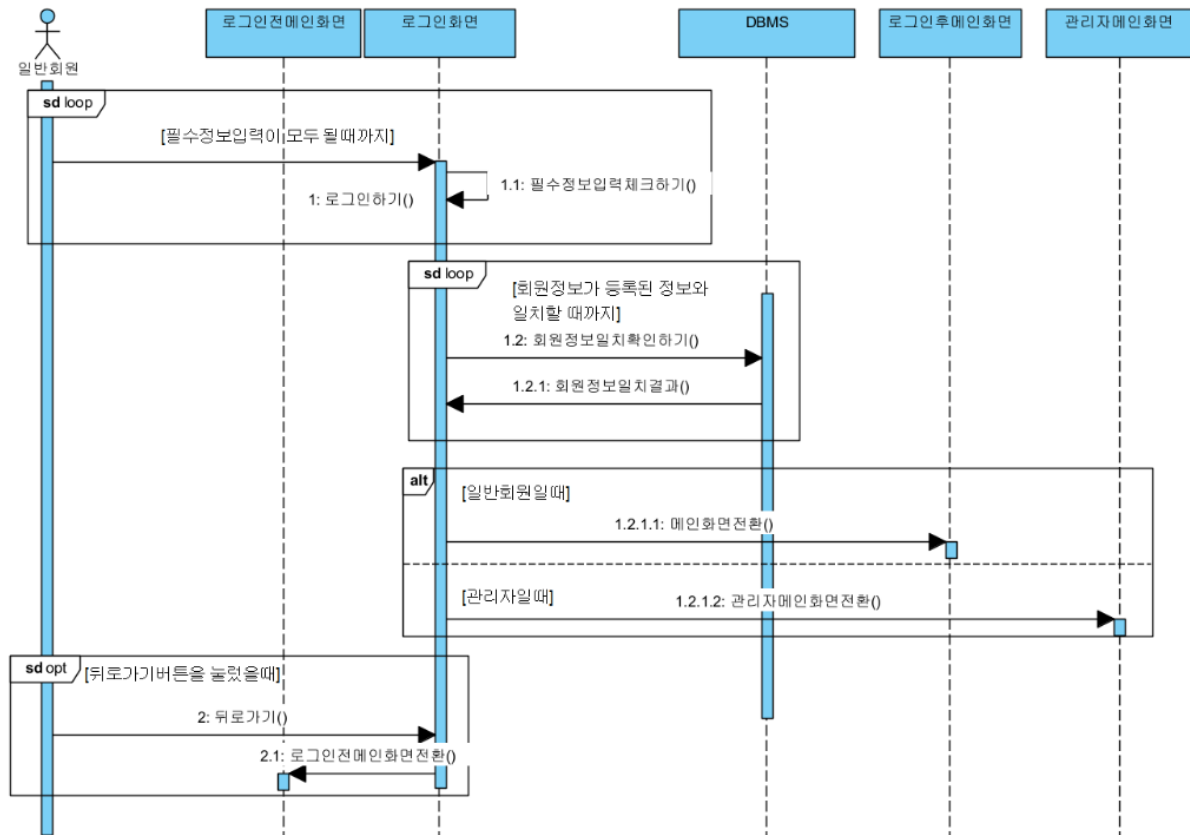 로그인전메인화면
로그인화면
DBMS
로그인후메인화면
관리자메인화면
일반회원
sd loop
[필수정보입력이 모두 될때까지]
1.1: 필수정보입력체크하기()
1: 로그인하기()
sd loop
[회원정보가 등록된 정보와
일치할 때까지]
1.2: 회원정보일치확인하기()
1.2.1: 회원정보일치결과()
alt
[일반회원일때]
1.2.1.1: 메인화면전환()
[관리자일때]
1.2.1.2: 관리자메인화면전환()
sd opt
[뒤로가기버튼을 눌렀을때]
2: 뒤로가기()
2.1: 로그인전메인화면전환()